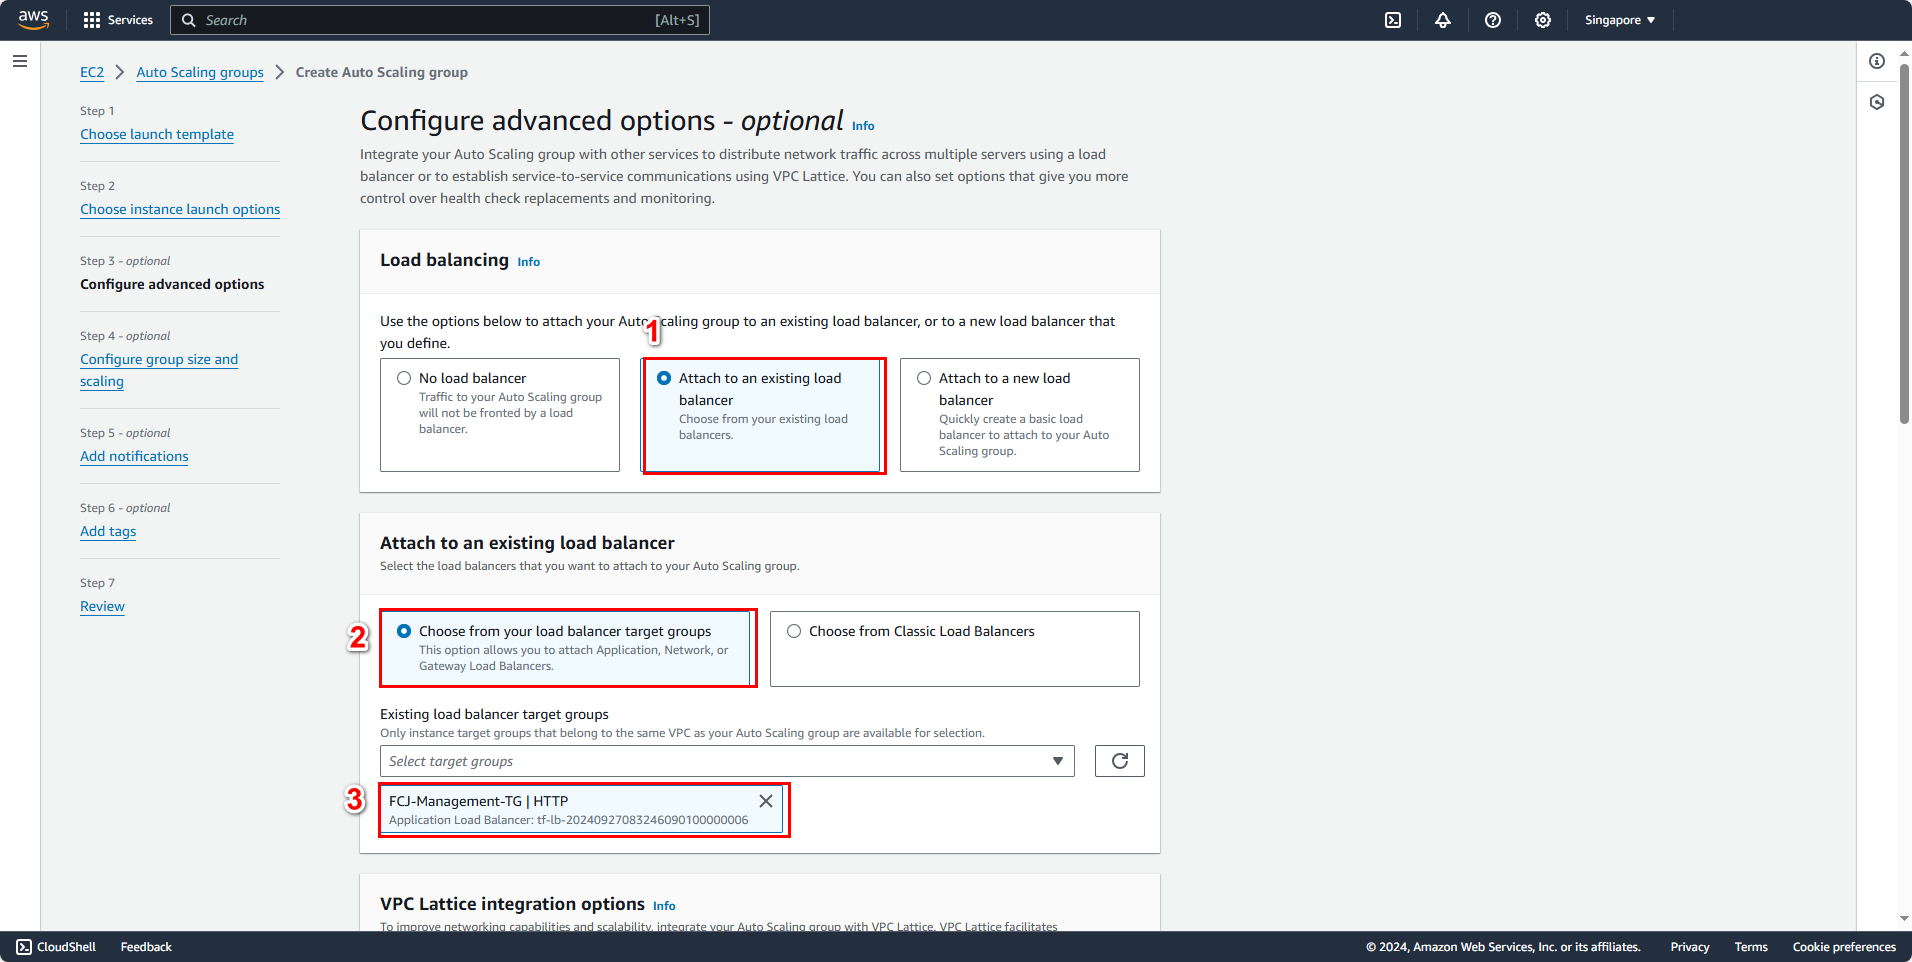 aws
Services
Search
[Alt+S]
Singapore
EC2
Auto Scaling groups
Create Auto Scaling group
Step 1
Choose launch template
Step 2
Choose instance launch options
Step 3 - optional
Configure advanced options
Step 4 - optional
Configure group size and
scaling
Step 5 - optional
Add notifications
Step 6 - optional
Add tags
Step 7
Review
Configure advanced options - optional Info
Integrate your Auto Scaling group with other services to distribute network traffic across multiple servers using a load
balancer or to establish service-to-service communications using VPC Lattice. You can also set options that give you more
control over health check replacements and monitoring.
Load balancing Info
Use the options below to attach your Auto caling group to an existing load balancer, or to a new load balancer that
you define.
1
No load balancer
Traffic to your Auto Scaling group
will not be fronted by a load
balancer.
Attach to an existing load
balancer
Choose from your existing load
balancers.
Attach to a new load
balancer
Quickly create a basic load
balancer to attach to your Auto
Scaling group.
Attach to an existing load balancer
Select the load balancers that you want to attach to your Auto Scaling group.
2
Choose from your load balancer target groups
This option allows you to attach Application, Network, or
Gateway Load Balancers.
Choose from Classic Load Balancers
Existing load balancer target groups
Only instance target groups that belong to the same VPC as your Auto Scaling group are available for selection.
Select target groups
3
FCJ-Management-TG | HTTP
Application Load Balancer: tf-lb-20240927083246090100000006
VPC Lattice integration options Info
To improve networking capabilities and scalability, integrate your Auto Scaling group with VPC Lattice. VPC Lattice facilitates
CloudShell
Feedback
© 2024, Amazon Web Services, Inc. or its affiliates.
Privacy
Terms
Cookie preferences